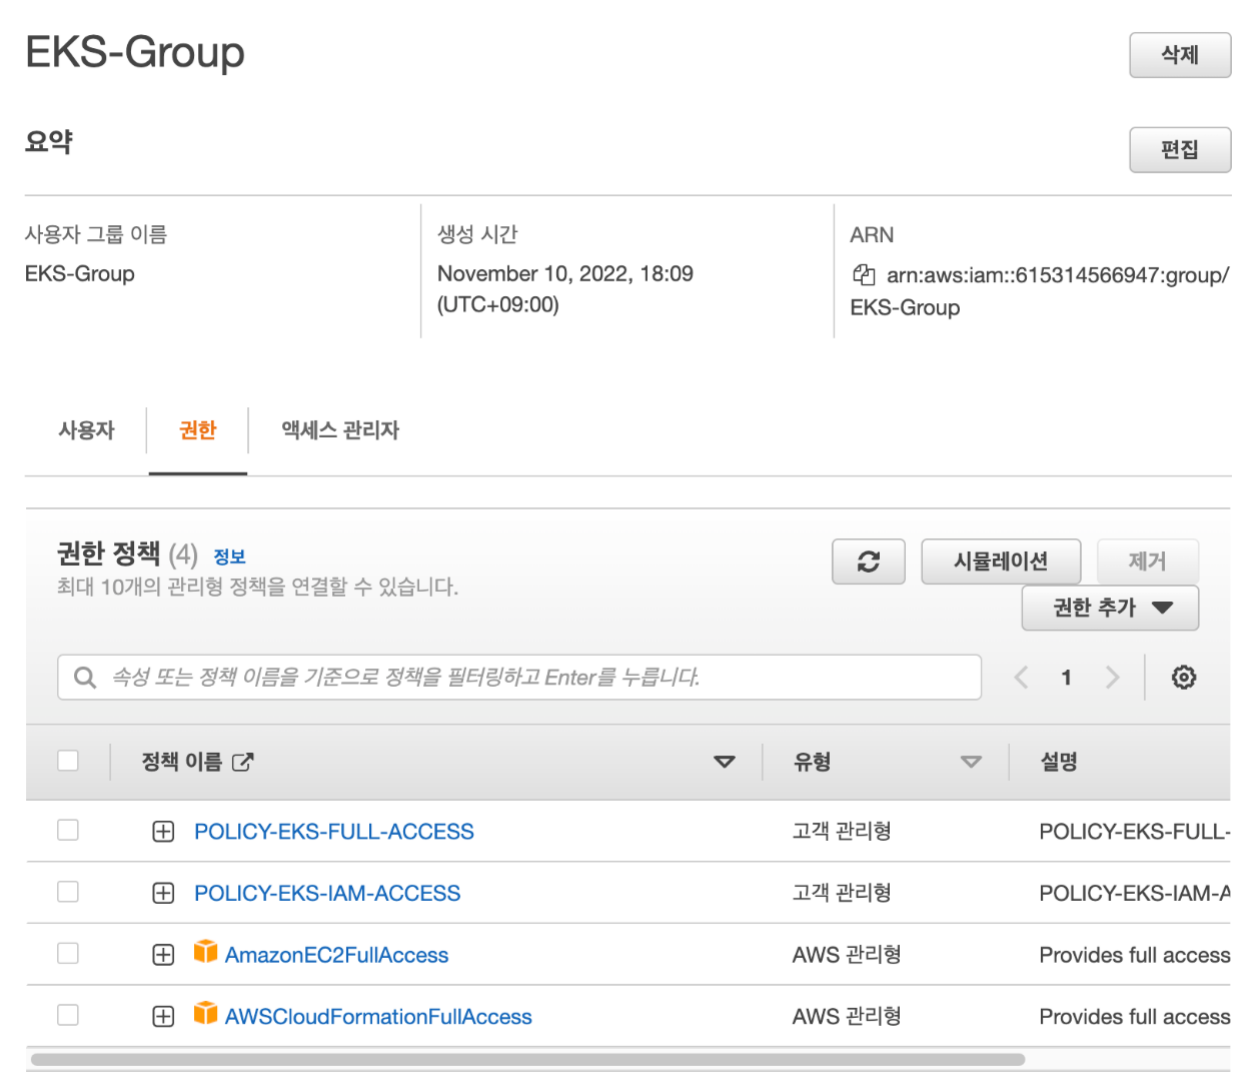 EKS-Group
삭제
요약
편집
사용자 그룹 이름
EKS-Group
생성 시간
November 10, 2022, 18:09
(UTC+09:00)
ARN
arn:aws:iam::615314566947:group/
EKS-Group
사용자 권한 액세스 관리자
권한 정책 (4) 정보
최대 10개의 관리형 정책을 연결할 수 있습니다.
시뮬레이션 제거
권한 추가
속성 또는 정책 이름을 기준으로 정책을 필터링하고 Enter를 누릅니다.
1
정책 이름 유형 설명
POLICY-EKS-FULL-ACCESS 고객 관리형 POLICY-EKS-FULL-
POLICY-EKS-IAM-ACCESS 고객 관리형 POLICY-EKS-IAM-A
AmazonEC2FullAccess AWS 관리형 Provides full access
AWSCloudFormationFullAccess AWS 관리형 Provides full access